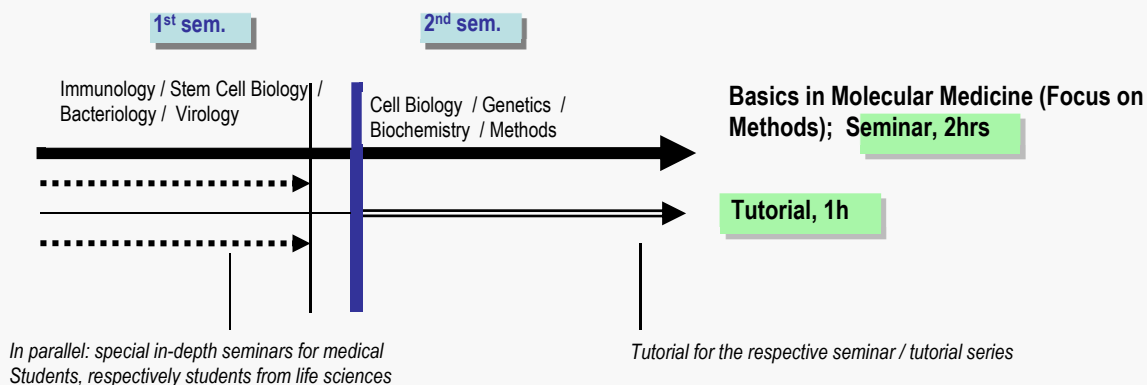 1st sem.
2nd sem.
Immunology / Stem Cell Biology /
Bacteriology / Virology
Cell Biology / Genetics /
Biochemistry / Methods
Basics in Molecular Medicine (Focus on
Methods); Seminar, 2hrs
Tutorial, 1h
In parallel: special in-depth seminars for medical
Students, respectively students from life sciences
Tutorial for the respective seminar / tutorial series